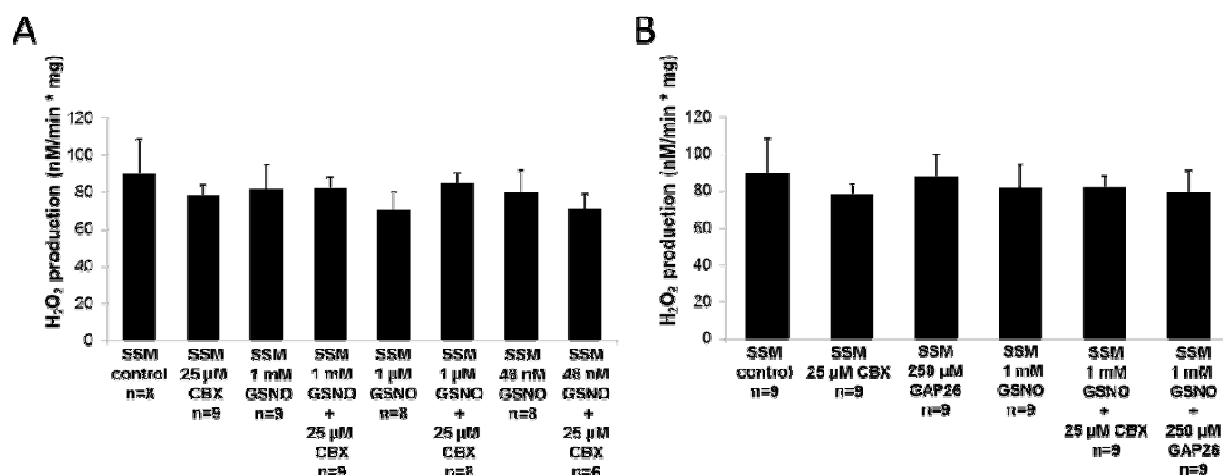 A
H₂O₂ production (nM/min * mg)
120
100
80
60
40
20
0
SSM
control
n=8
SSM
25 µM
CBX
n=9
SSM
1 mM
GSNO
n=9
SSM
1 mM
GSNO
+
25 µM
CBX
n=9
SSM
1 µM
GSNO
n=8
SSM
1 µM
GSNO
+
25 µM
CBX
n=8
SSM
48 nM
GSNO
n=8
SSM
48 nM
GSNO
+
25 µM
CBX
n=6
B
H₂O₂ production (nM/min * mg)
120
100
80
60
40
20
0
SSM
control
n=9
SSM
25 µM CBX
n=9
SSM
250 µM
GAP26
n=9
SSM
1 mM
GSNO
n=9
SSM
1 mM
GSNO
+
25 µM CBX
n=9
SSM
1 mM
GSNO
+
250 µM
GAP26
n=9